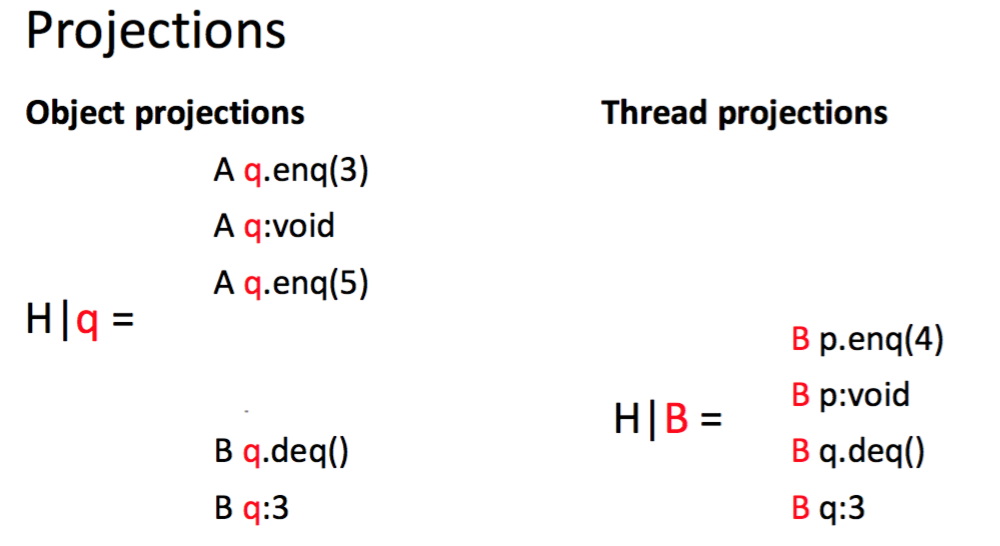 Projections
Object projections
A q.enq(3)
A q:void
A q.enq(5)
H|q =
B q.deq()
B q:3
Thread projections
B p.enq(4)
B p:void
H|B =
B q.deq()
B q:3